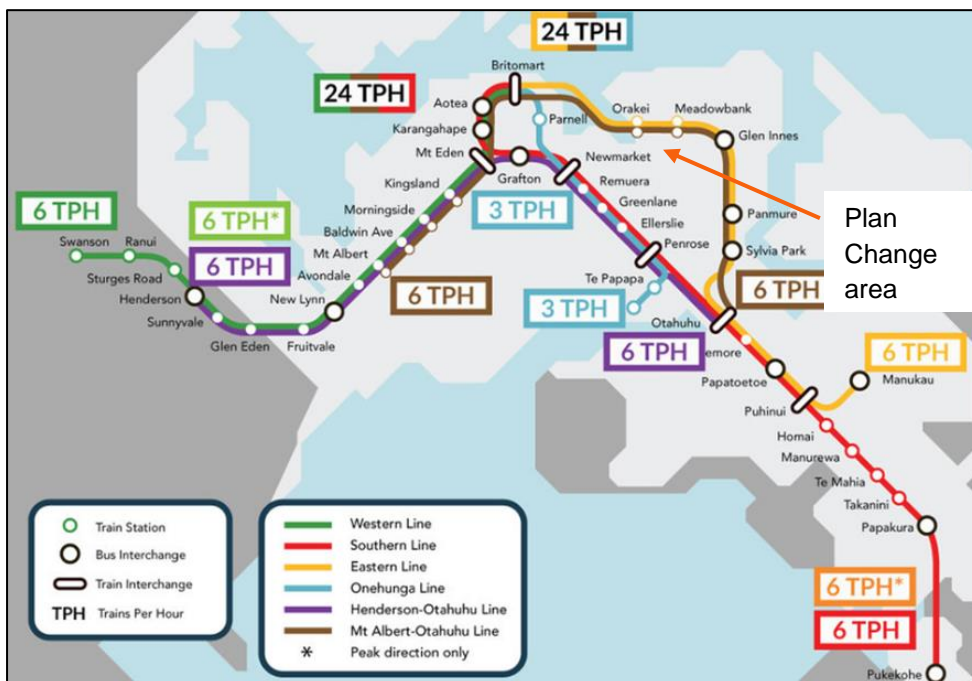 24 TPH
Britomart
24 TPH
Aotea
Karangahape
Mt Eden
Parnell
Orakei
Meadowbank
Glen Innes
Grafton
Newmarket
Kingsland
Remuera
Morningside
3 TPH
Greenlane
Panmure
Plan
Change
area
6 TPH
6 TPH*
Baldwin Ave
Ellerslie
Swanson
Ranui
Mt Albert
Penrose
Sylvia Park
6 TPH
Sturges Road
Avondale
Te Papapa
Henderson
New Lynn
6 TPH
6 TPH
Sunnyvale
3 TPH
Otahuhu
Glen Eden
Fruitvale
6 TPH
emore
6 TPH
Papatoetoe
Manukau
Puhinui
Homai
Manurewa
Te Mahia
Takanini
Papakura
Train Station
Bus Interchange
Train Interchange
TPH Trains Per Hour
Western Line
Southern Line
Eastern Line
Onehunga Line
Henderson-Otahuhu Line
Mt Albert-Otahuhu Line
* Peak direction only
6 TPH*
6 TPH
Pukekohe